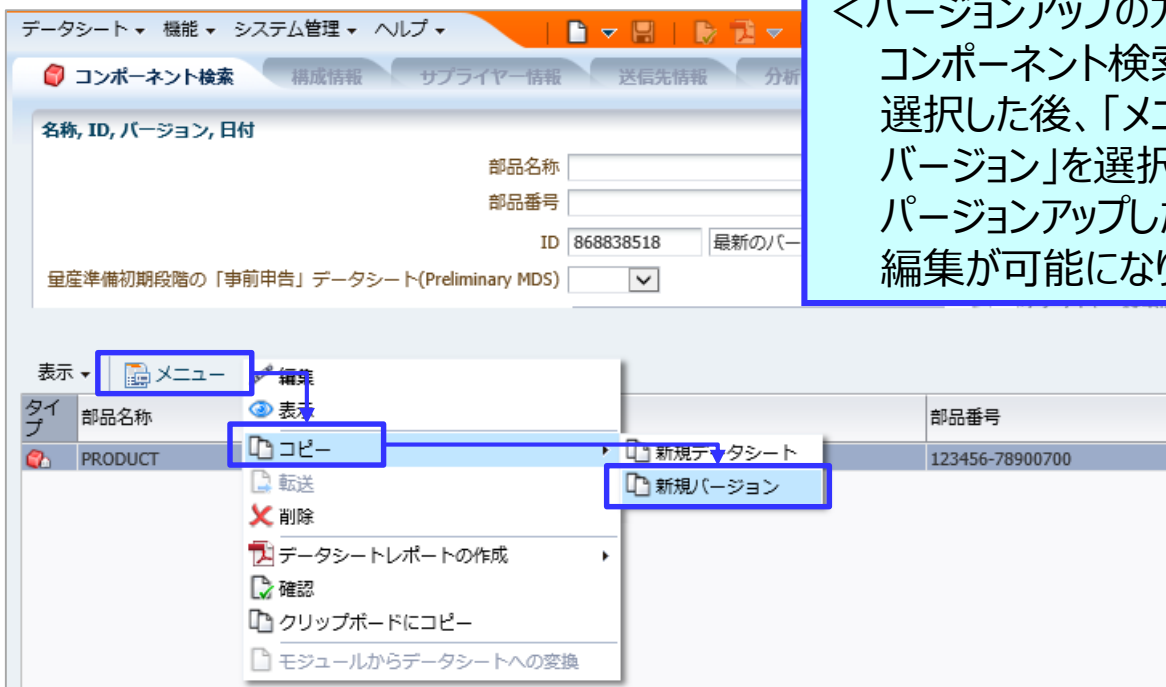 データシート 機能 システム管理 ヘルプ
コンポーネント検索 構成情報 サプライヤー情報 送信先情報 分析
名称, ID, バージョン, 日付
部品名称
部品番号
ID 868838518 最新のバー
量産準備初期段階の「事前申告」データシート(Preliminary MDS)
<バージョンアップの
コンポーネント検索
選択した後、「メニ
バージョン」を選択
バージョンアップし
編集が可能になり
表示 メニュー
タイプ 部品名称 部品番号
PRODUCT 123456-78900700
編集
表示
コピー
転送
削除
データシートレポートの作成
確認
クリップボードにコピー
モジュールからデータシートへの変換
新規データシート
新規バージョン